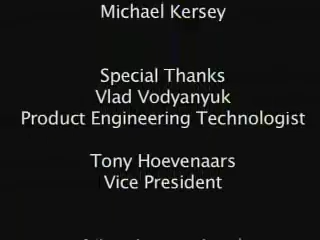 Michael Kersey
Special Thanks
Vlad Vodyanyuk
Product Engineering Technologist
Tony Hoevenaars
Vice President